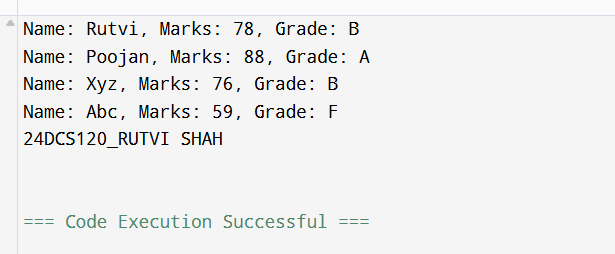 Name: Rutvi, Marks: 78, Grade: B
Name: Poojan, Marks: 88, Grade: A
Name: Xyz, Marks: 76, Grade: B
Name: Abc, Marks: 59, Grade: F
24DCS120_RUTVI SHAH
=== Code Execution Successful ===